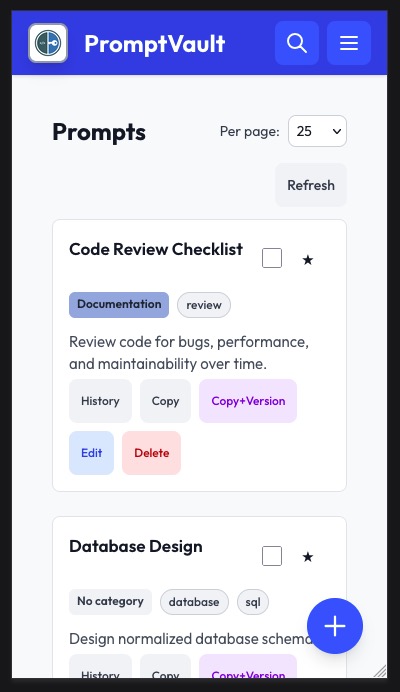 PromptVault
Prompts
Per page: 25
Refresh
Code Review Checklist ★
Documentation review
Review code for bugs, performance,
and maintainability over time.
History Copy Copy+Version
Edit Delete
Database Design ★
No category database sql
Design normalized database schema
History Copy Copy+Version